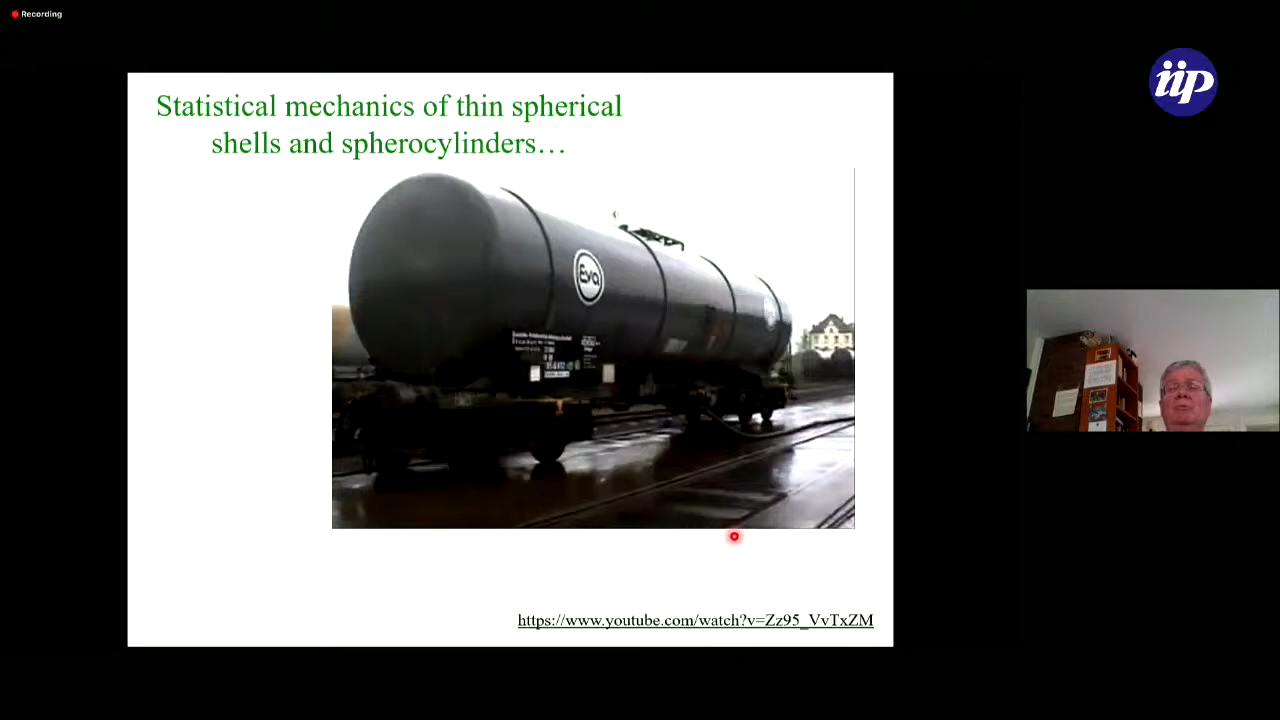 Recording
iip
Statistical mechanics of thin spherical
shells and spherocylinders…
Eva
https://www.youtube.com/watch?v=Zz95_VvTxZM